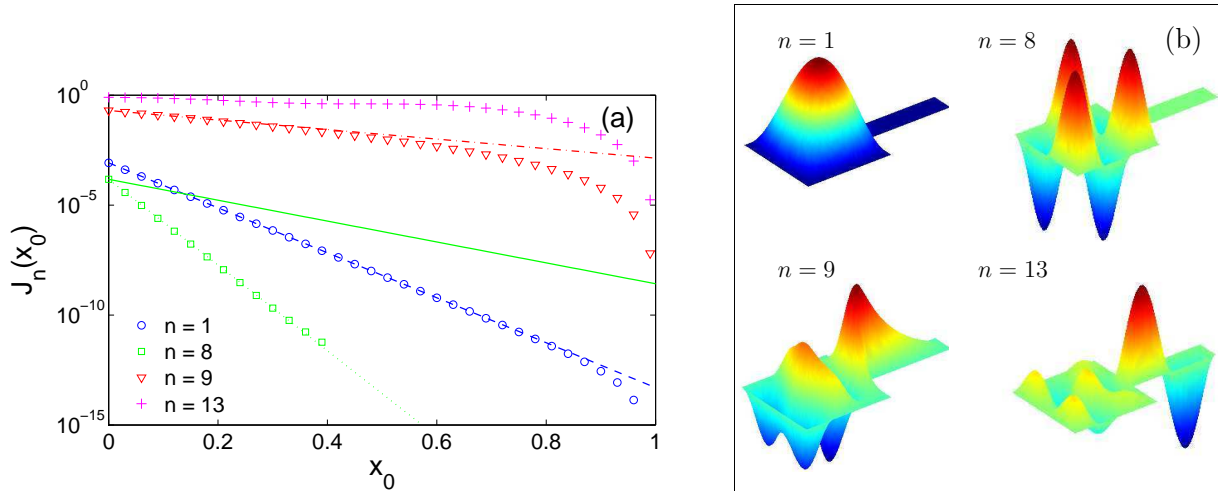 10^0
10^-5
10^-10
10^-15
J_n(x_0)
(a)
n = 1
n = 8
n = 9
n = 13
0
0.2
0.4
0.6
0.8
1
x_0
n = 1
n = 8
(b)
n = 9
n = 13